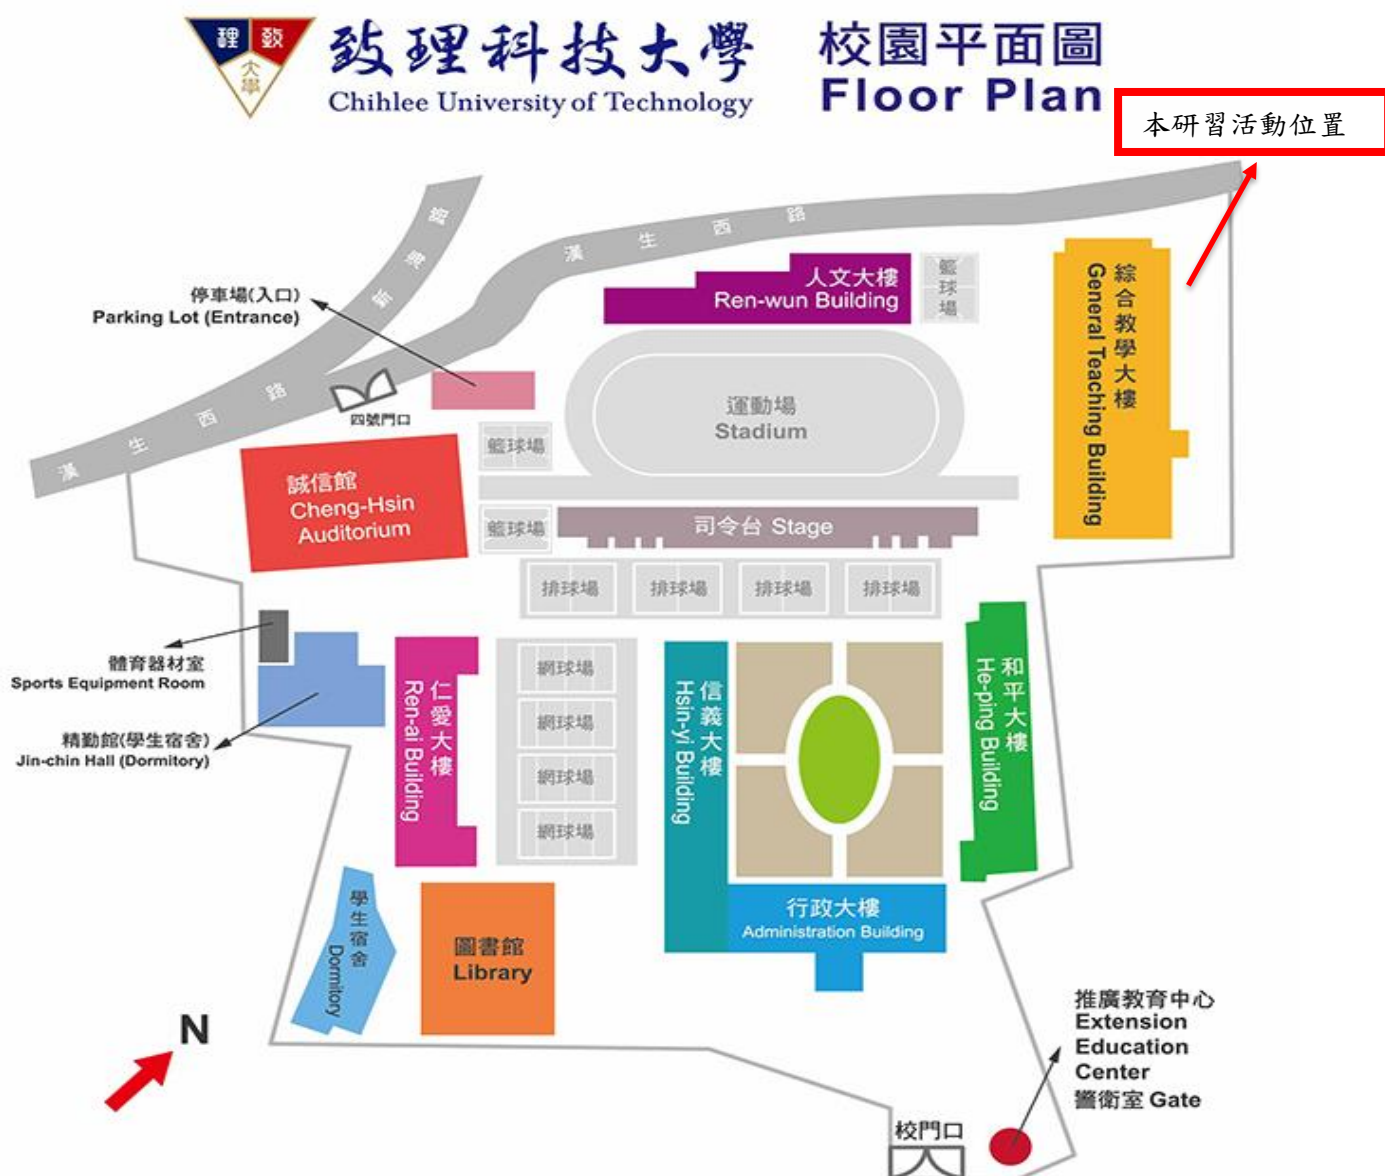 理 致
大
學
致理科技大學
Chihlee University of Technology
校園平面圖
Floor Plan
本研習活動位置
漢生西路
漢生西路
停車場(入口)
Parking Lot (Entrance)
四號門口
人文大樓
Ren-wun Building
籃球場
綜合教學大樓
General Teaching Building
運動場
Stadium
籃球場
誠信館
Cheng-Hsin
Auditorium
籃球場
司令台 Stage
排球場
排球場
排球場
排球場
體育器材室
Sports Equipment Room
精勤館(學生宿舍)
Jin-chin Hall (Dormitory)
仁愛大樓
Ren-ai Building
網球場
網球場
網球場
網球場
信義大樓
Hsin-yi Building
和平大樓
He-ping Building
行政大樓
Administration Building
學生宿舍
Dormitory
圖書館
Library
N
推廣教育中心
Extension
Education
Center
警衛室 Gate
校門口